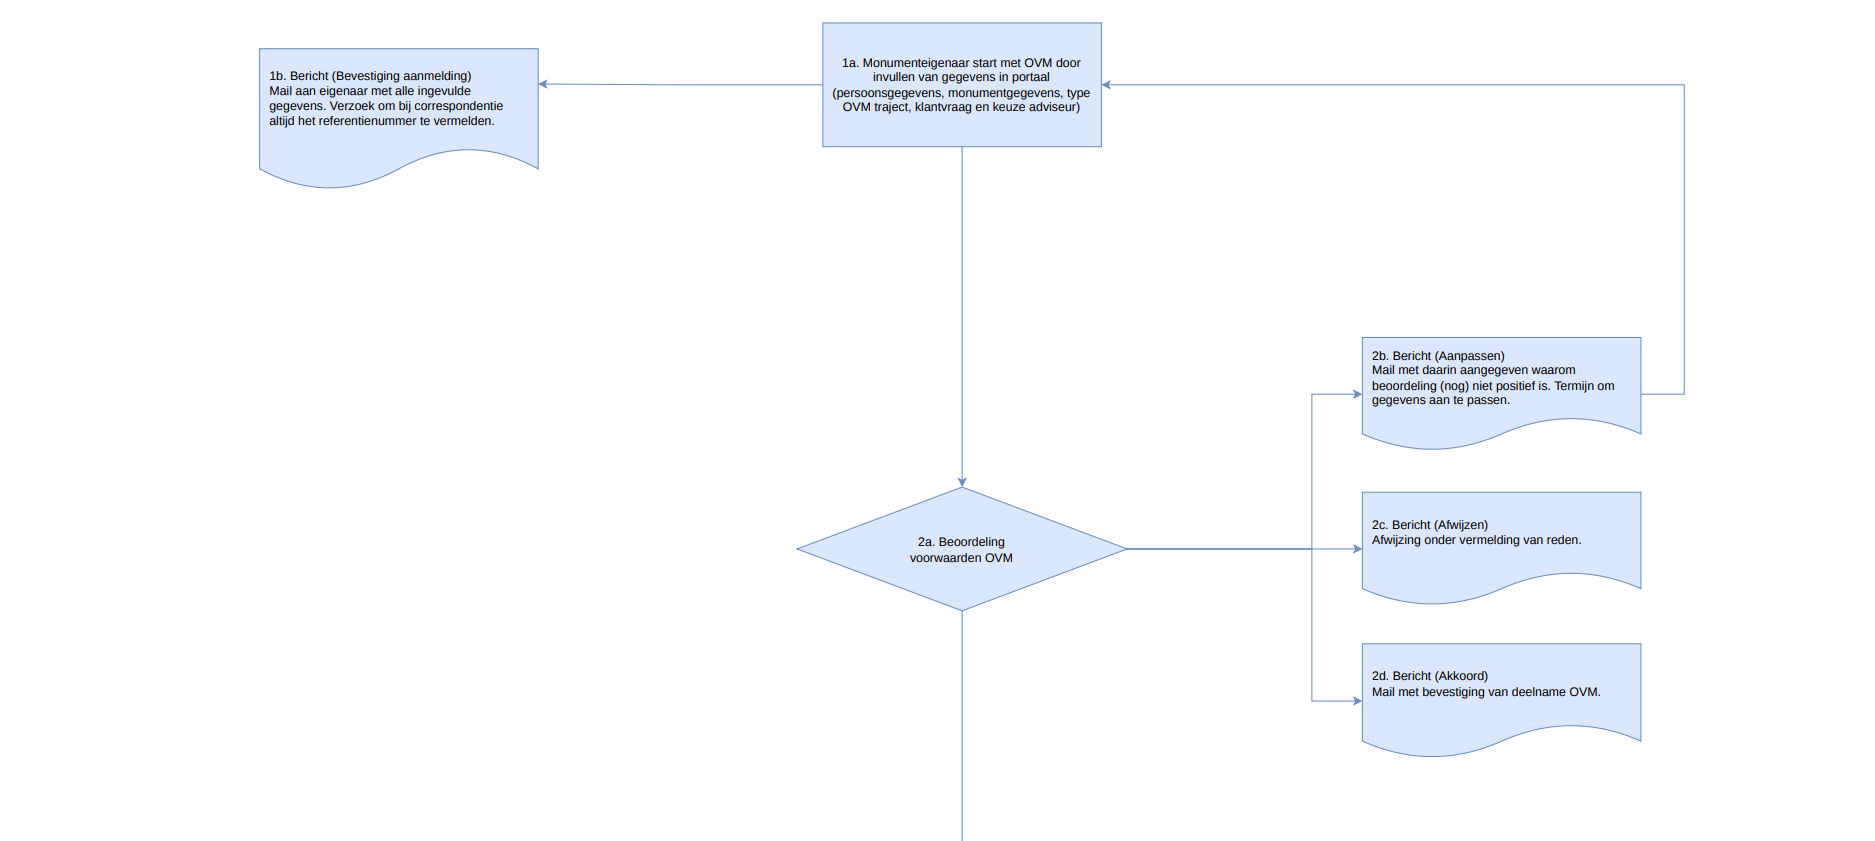 1b. Bericht (Bevestiging aanmelding)
Mail aan eigenaar met alle ingevulde
gegevens. Verzoek om bij correspondentie
altijd het referentienummer te vermelden.
1a. Monumenteigenaar start met OVM door
invullen van gegevens in portaal
(persoonsgegevens, monumentgegevens, type
OVM traject, klantvraag en keuze adviseur)
2b. Bericht (Aanpassen)
Mail met daarin aangegeven waarom
beoordeling (nog) niet positief is. Termijn om
gegevens aan te passen.
2a. Beoordeling
voorwaarden OVM
2c. Bericht (Afwijzen)
Afwijzing onder vermelding van reden.
2d. Bericht (Akkoord)
Mail met bevestiging van deelname OVM.